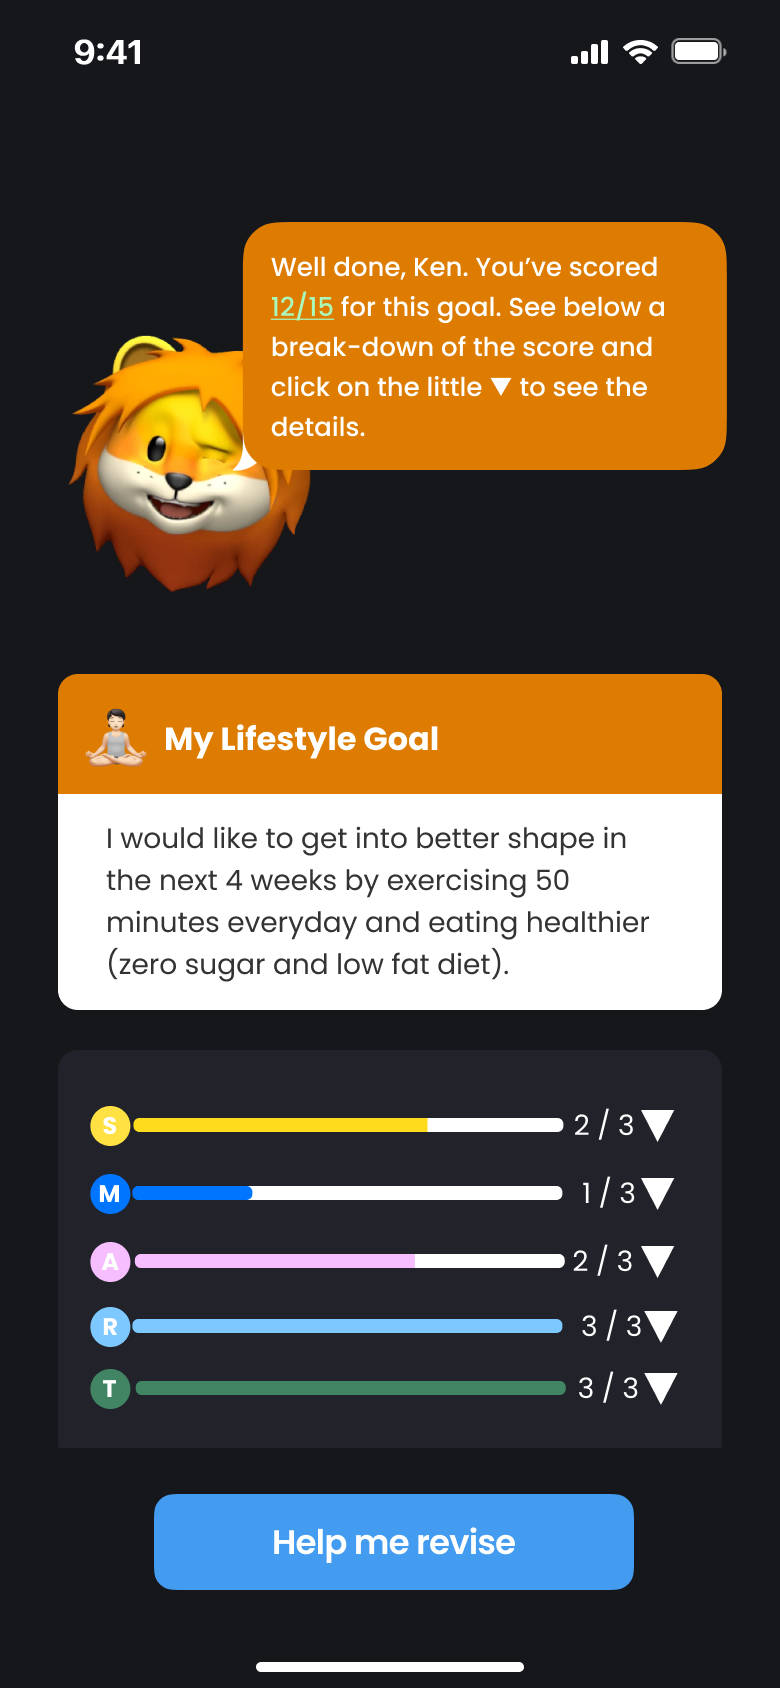 9:41
Well done, Ken. You’ve scored
12/15 for this goal. See below a
break-down of the score and
click on the little ▼ to see the
details.
My Lifestyle Goal
I would like to get into better shape in
the next 4 weeks by exercising 50
minutes everyday and eating healthier
(zero sugar and low fat diet).
S 2 / 3 ▼
M 1 / 3 ▼
A 2 / 3 ▼
R 3 / 3 ▼
T 3 / 3 ▼
Help me revise